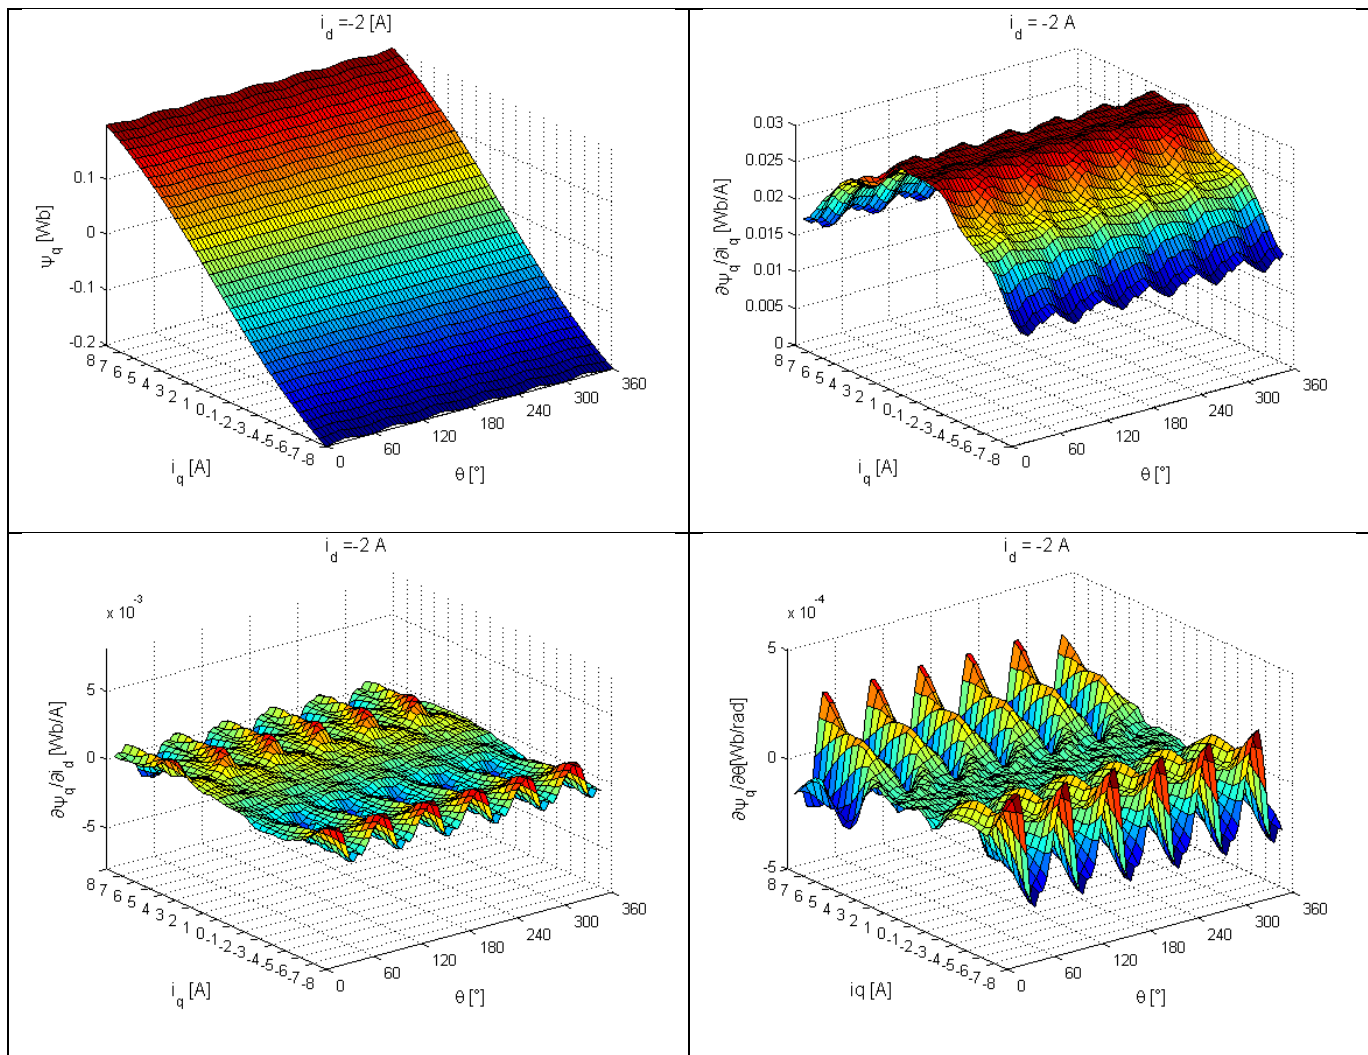 i_d =-2 [A]
ψ_q [Wb]
0.1
0
-0.1
-0.2
8 7 6 5 4 3 2 1 0 -1 -2 -3 -4 -5 -6 -7 -8
i_q [A]
0 60 120 180 240 300 360
θ [°]
i_d = -2 A
∂ψ_q/∂i_q [Wb/A]
0.03
0.025
0.02
0.015
0.01
0.005
0
8 7 6 5 4 3 2 1 0 -1 -2 -3 -4 -5 -6 -7 -8
i_q [A]
0 60 120 180 240 300 360
θ [°]
i_d =-2 A
x 10^-3
∂ψ_q/∂i_d [Wb/A]
5
0
-5
8 7 6 5 4 3 2 1 0 -1 -2 -3 -4 -5 -6 -7 -8
i_q [A]
0 60 120 180 240 300 360
θ [°]
i_d = -2 A
x 10^-4
∂ψ_q/∂θ[Wb/rad]
5
0
-5
8 7 6 5 4 3 2 1 0 -1 -2 -3 -4 -5 -6 -7 -8
iq [A]
0 60 120 180 240 300 360
θ [°]